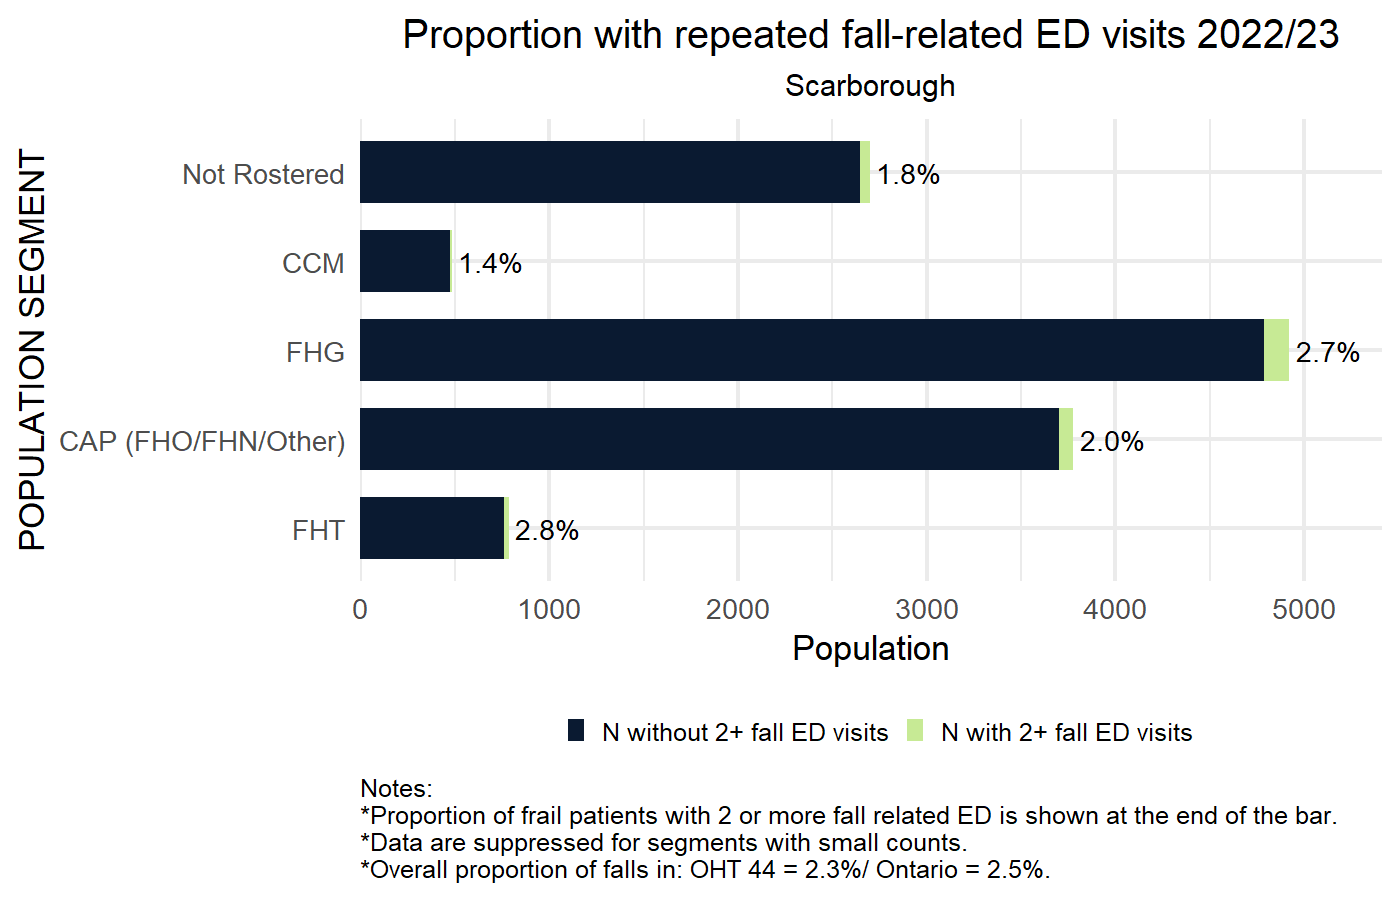 Proportion with repeated fall-related ED visits 2022/23
Scarborough
POPULATION SEGMENT
Not Rostered
1.8%
CCM
1.4%
FHG
2.7%
CAP (FHO/FHN/Other)
2.0%
FHT
2.8%
0 1000 2000 3000 4000 5000
Population
N without 2+ fall ED visits N with 2+ fall ED visits
Notes:
*Proportion of frail patients with 2 or more fall related ED is shown at the end of the bar.
*Data are suppressed for segments with small counts.
*Overall proportion of falls in: OHT 44 = 2.3%/ Ontario = 2.5%.